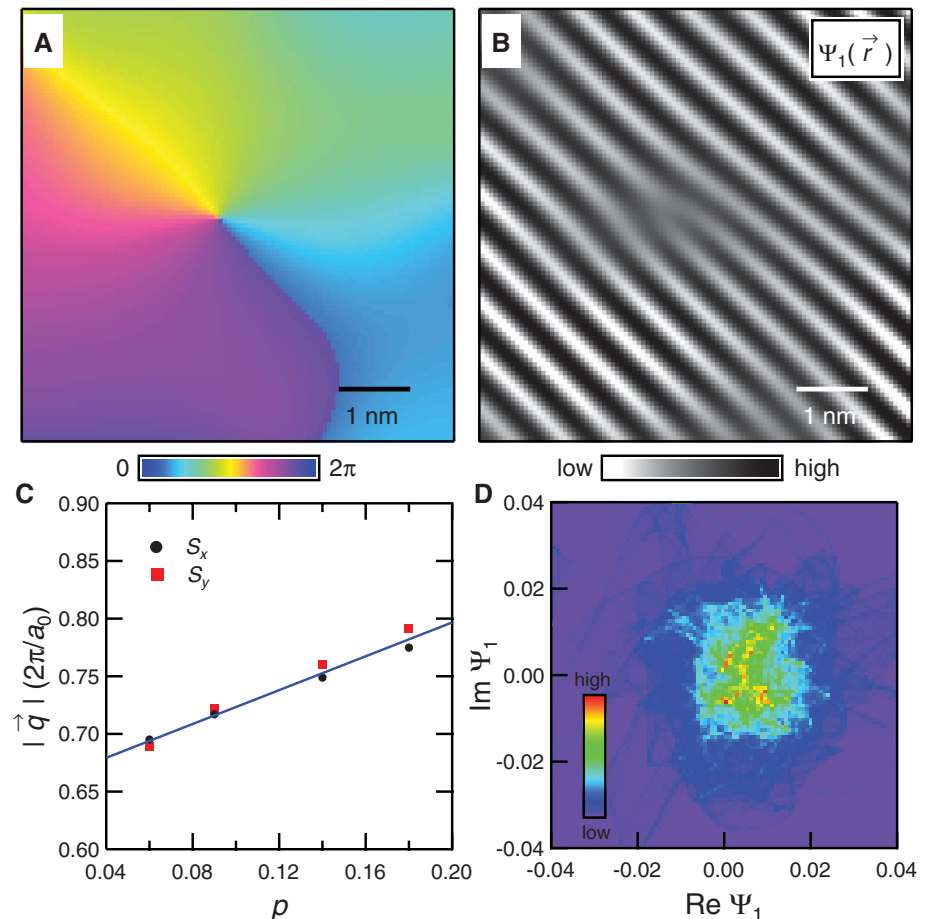 A
1 nm
0 2π
B
Ψ₁( r⃗ )
1 nm
low high
C
0.90
0.85
0.80
0.75
0.70
0.65
0.60
| q⃗ | (2π/a₀)
Sₓ
S_y
0.04 0.08 0.12 0.16 0.20
p
D
0.04
0.02
0.00
-0.02
-0.04
Im Ψ₁
high
low
-0.04 -0.02 0.00 0.02 0.04
Re Ψ₁